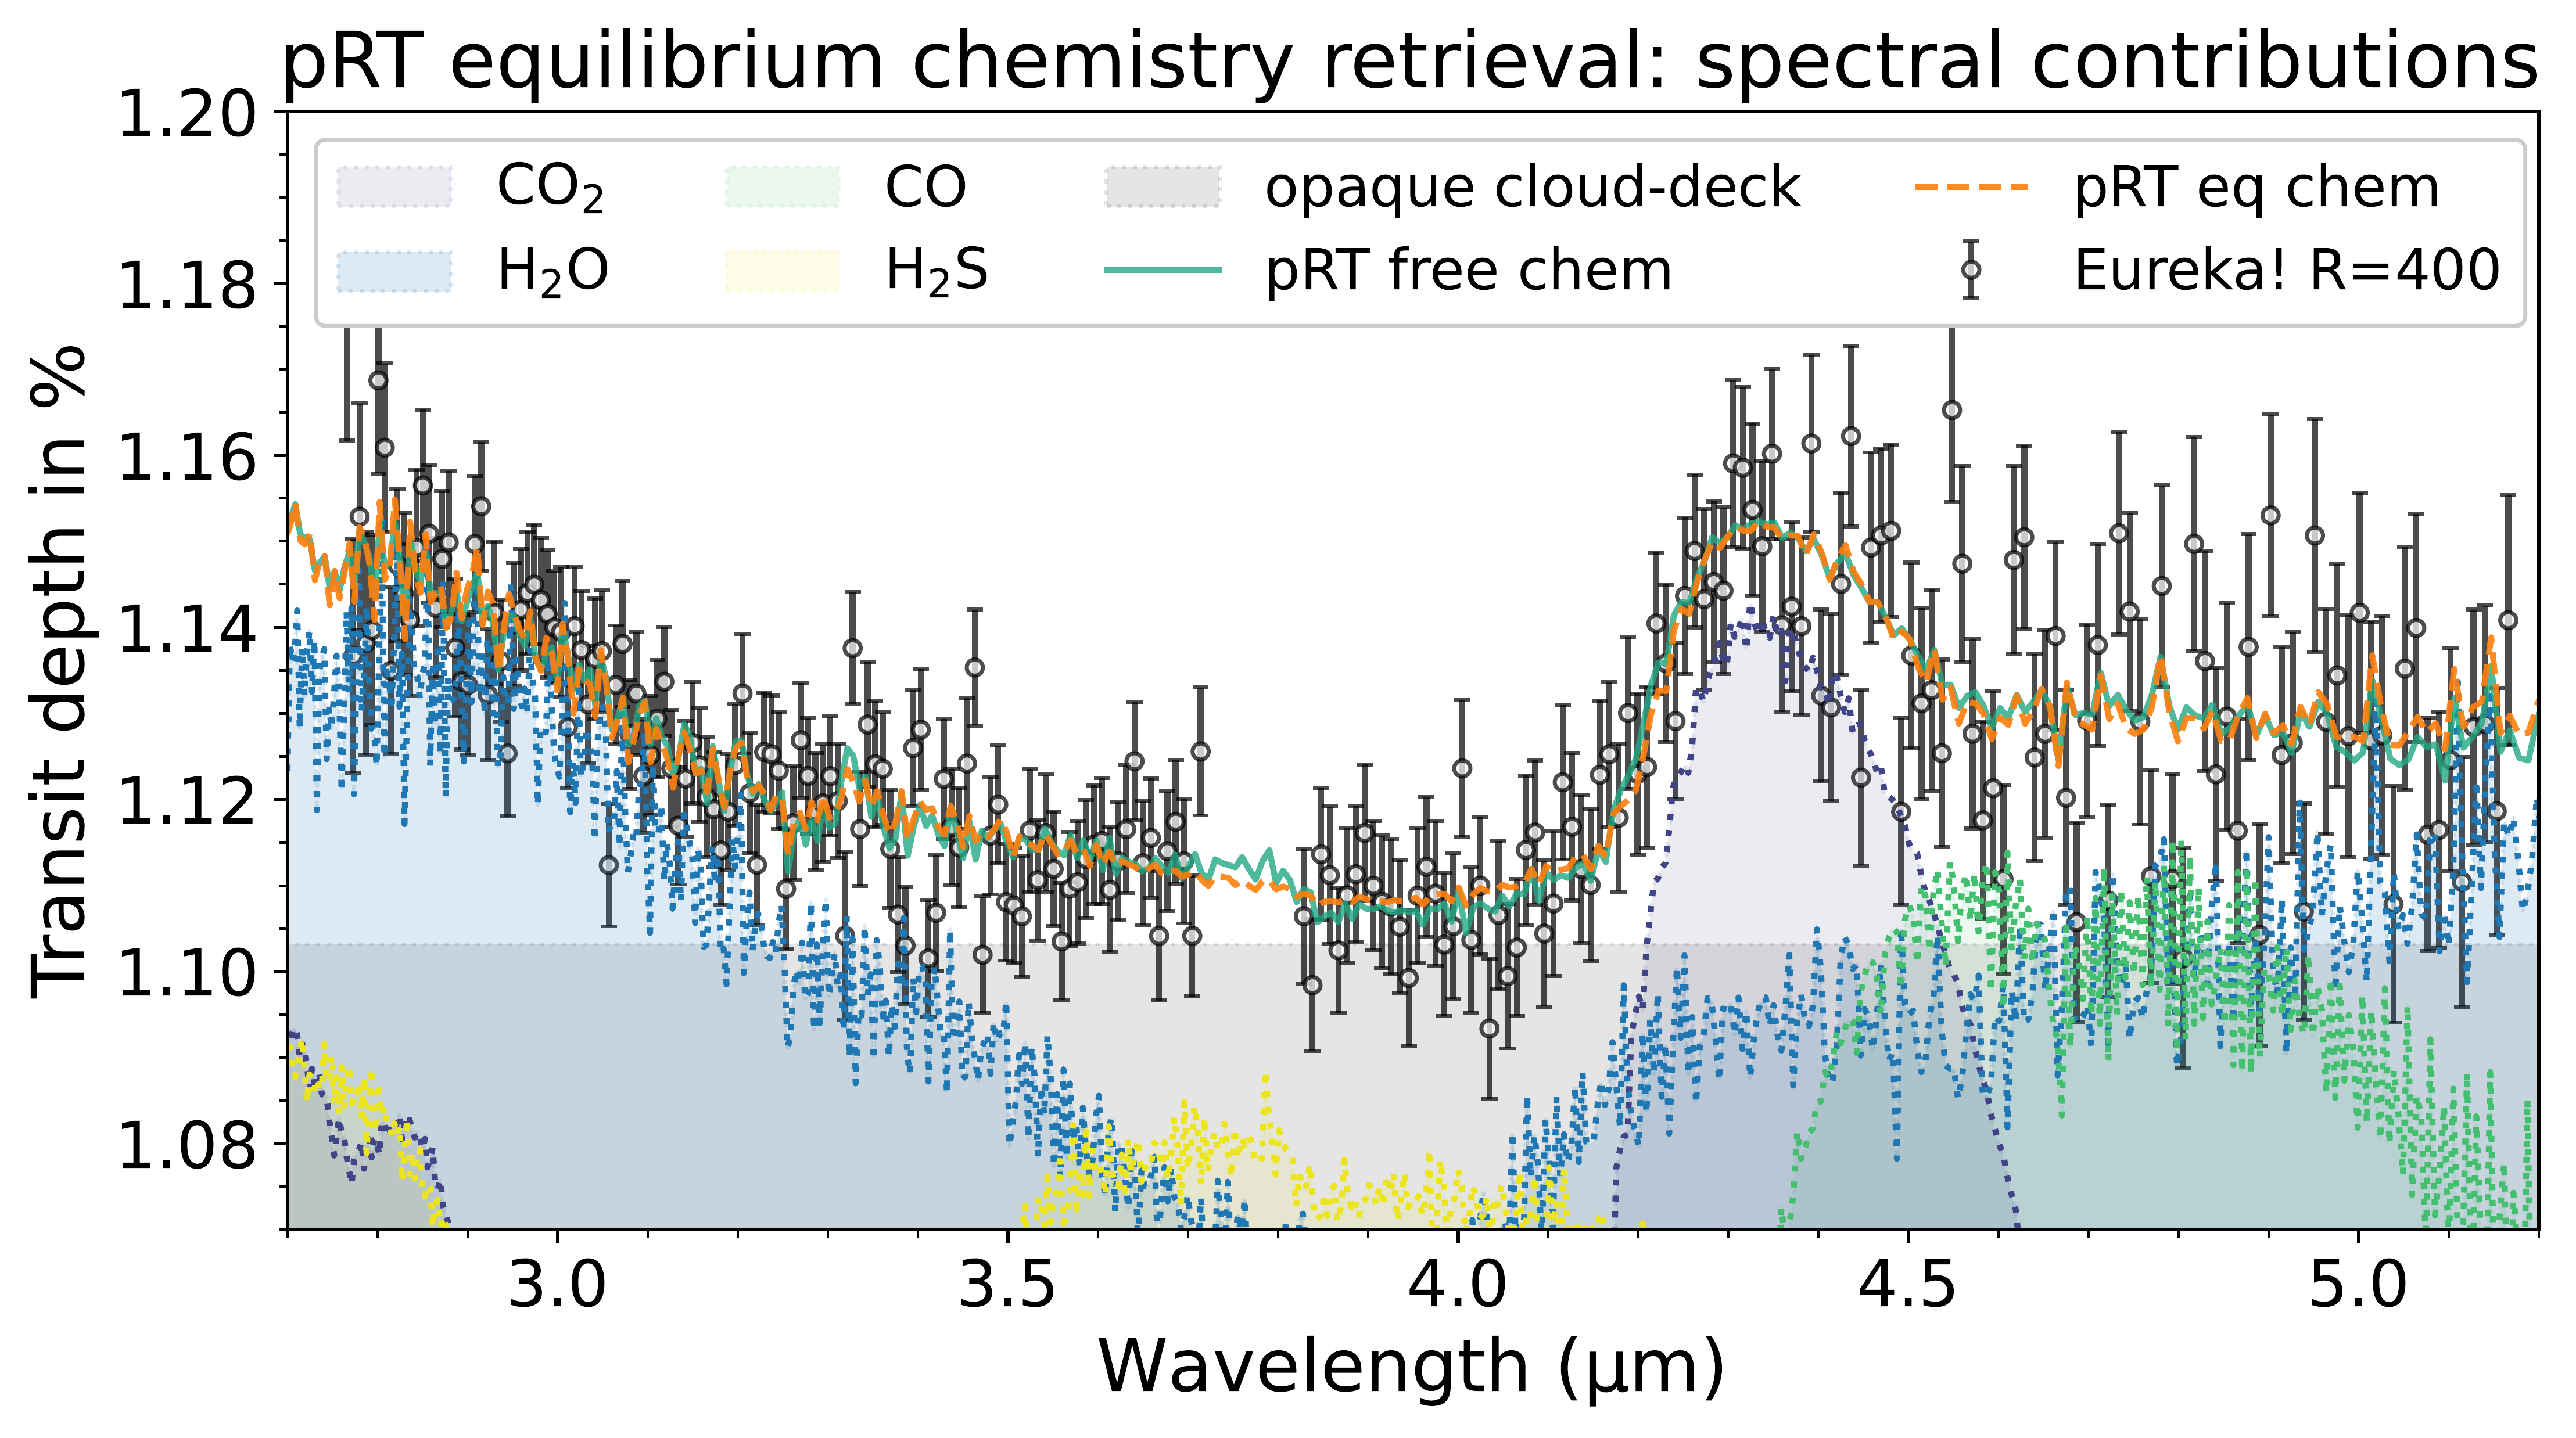 pRT equilibrium chemistry retrieval: spectral contributions
1.20
1.18
1.16
1.14
1.12
1.10
1.08
Transit depth in %
CO₂
H₂O
CO
H₂S
opaque cloud-deck
pRT free chem
pRT eq chem
Eureka! R=400
3.0
3.5
4.0
4.5
5.0
Wavelength (µm)